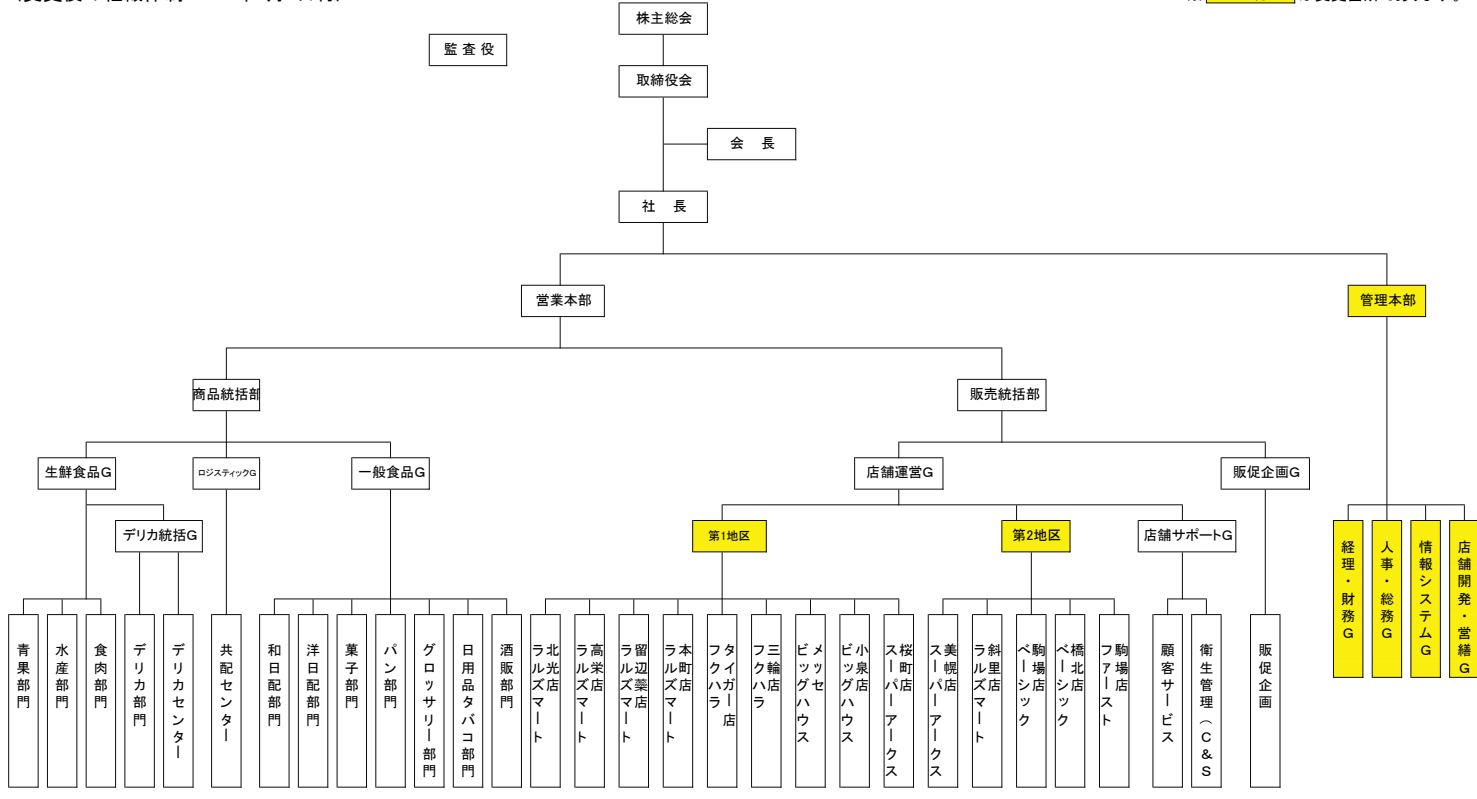 株主総会
監査役
取締役会
会　長
社　長
営業本部
管理本部
商品統括部
販売統括部
生鮮食品G
ロジスティックG
一般食品G
店舗運営G
販促企画G
デリカ統括G
第1地区
第2地区
店舗サポートG
経理・財務G
人事・総務G
情報システムG
店舗開発・営繕G
青果部門
水産部門
食肉部門
デリカ部門
デリカセンター
共配センター
和日配部門
洋日配部門
菓子部門
パン部門
グロッサリー部門
日用品タバコ部門
酒販部門
ラルズマート
北光店
ラルズマート
高栄店
ラルズマート
留辺蘂店
ラルズマート
本町店
フクハラ
タイガー店
フクハラ
三輪店
ビッグハウス
メッセ
ビッグハウス
小泉店
スーパーアークス
桜町店
スーパーアークス
美幌店
ラルズマート
斜里店
ベーシック
駒場店
ベーシック
橋北店
ファースト
駒場店
顧客サービス
衛生管理（C&S
販促企画